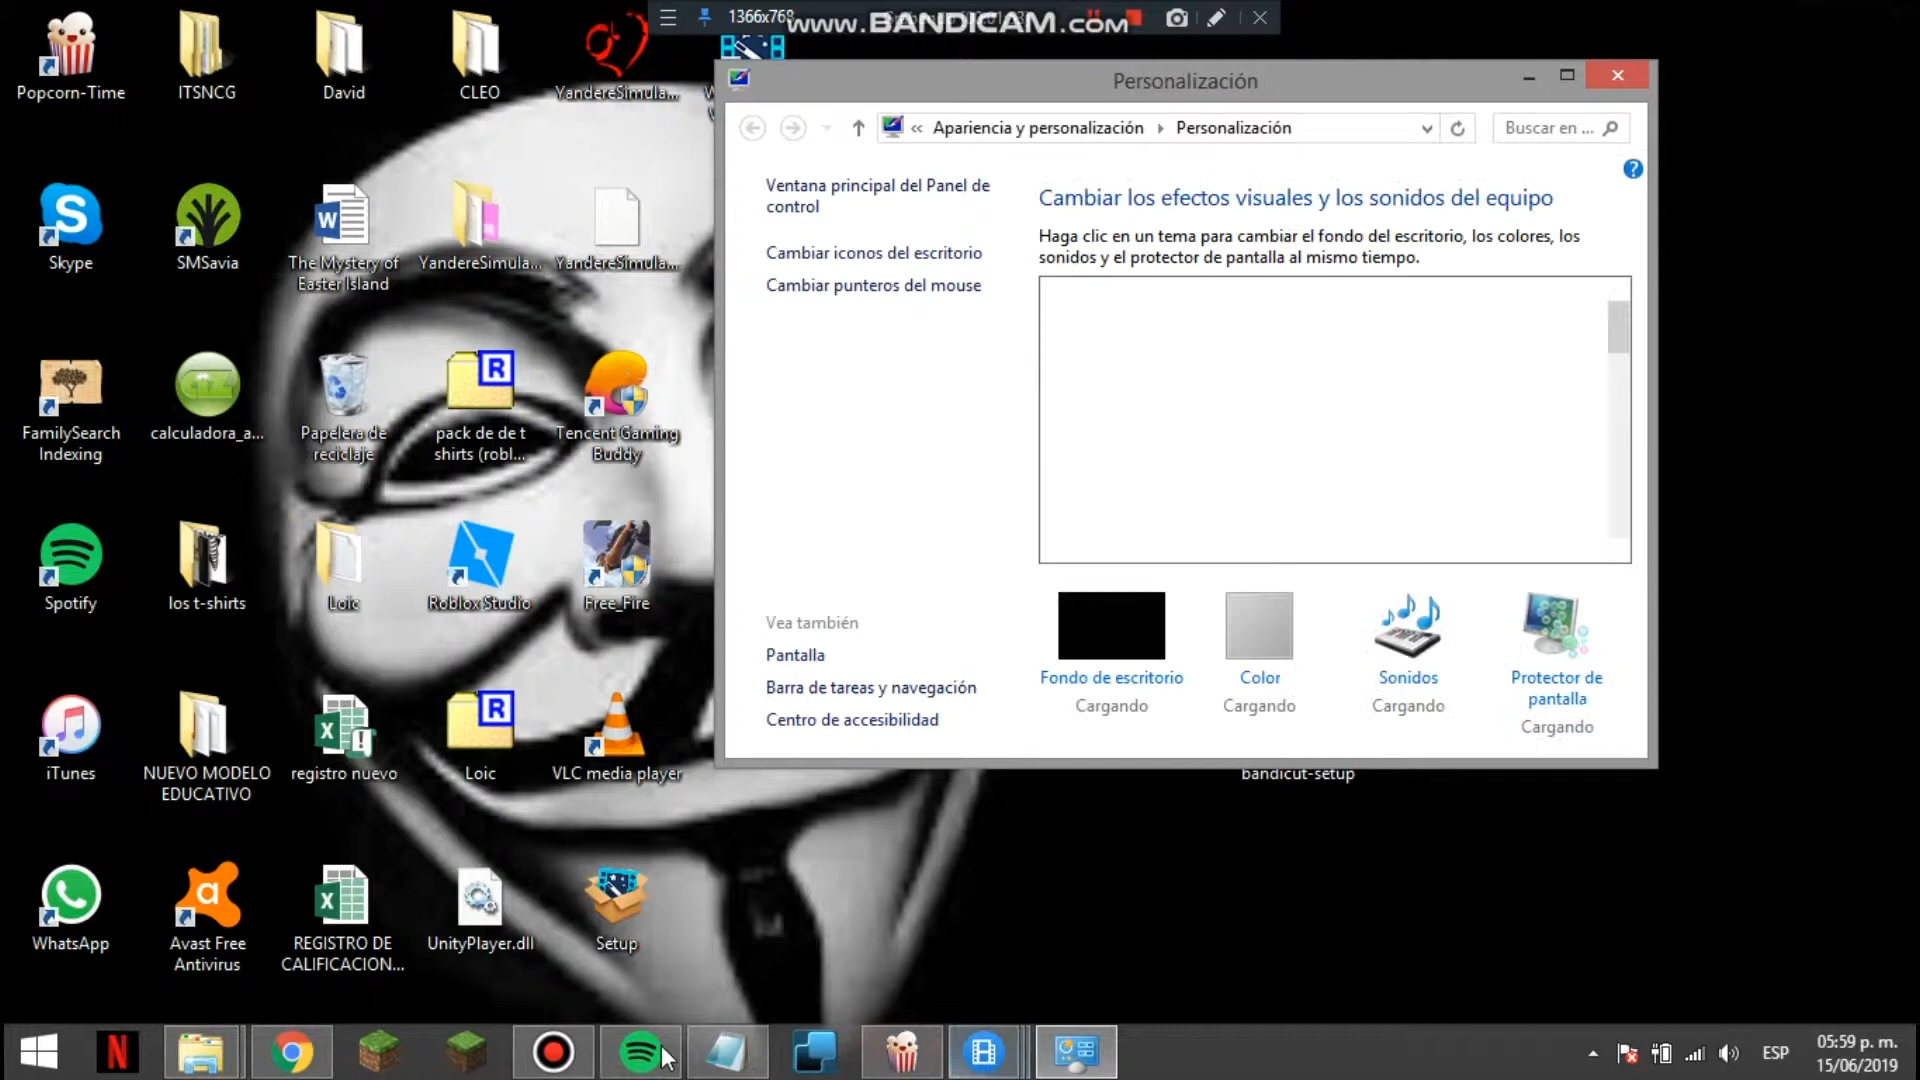 1366x768
www.BANDICAM.com
Popcorn-Time
ITSNCG
David
CLEO
YandereSimula...
Personalización
Apariencia y personalización
Personalización
Buscar en ...
Ventana principal del Panel de
control
Cambiar iconos del escritorio
Cambiar punteros del mouse
Cambiar los efectos visuales y los sonidos del equipo
Haga clic en un tema para cambiar el fondo del escritorio, los colores, los
sonidos y el protector de pantalla al mismo tiempo.
Skype
SMSavia
The Mystery of
Easter Island
YandereSimula...
YandereSimula...
FamilySearch
Indexing
calculadora_a...
Papelera de
reciclaje
pack de de t
shirts (robl...
Tencent Gaming
Buddy
Spotify
los t-shirts
Loic
Roblox Studio
Free_Fire
Vea también
Pantalla
Barra de tareas y navegación
Centro de accesibilidad
Fondo de escritorio
Cargando
Color
Cargando
Sonidos
Cargando
Protector de
pantalla
Cargando
iTunes
NUEVO MODELO
EDUCATIVO
registro nuevo
Loic
VLC media player
bandicut-setup
WhatsApp
Avast Free
Antivirus
REGISTRO DE
CALIFICACION...
UnityPlayer.dll
Setup
ESP
05:59 p. m.
15/06/2019